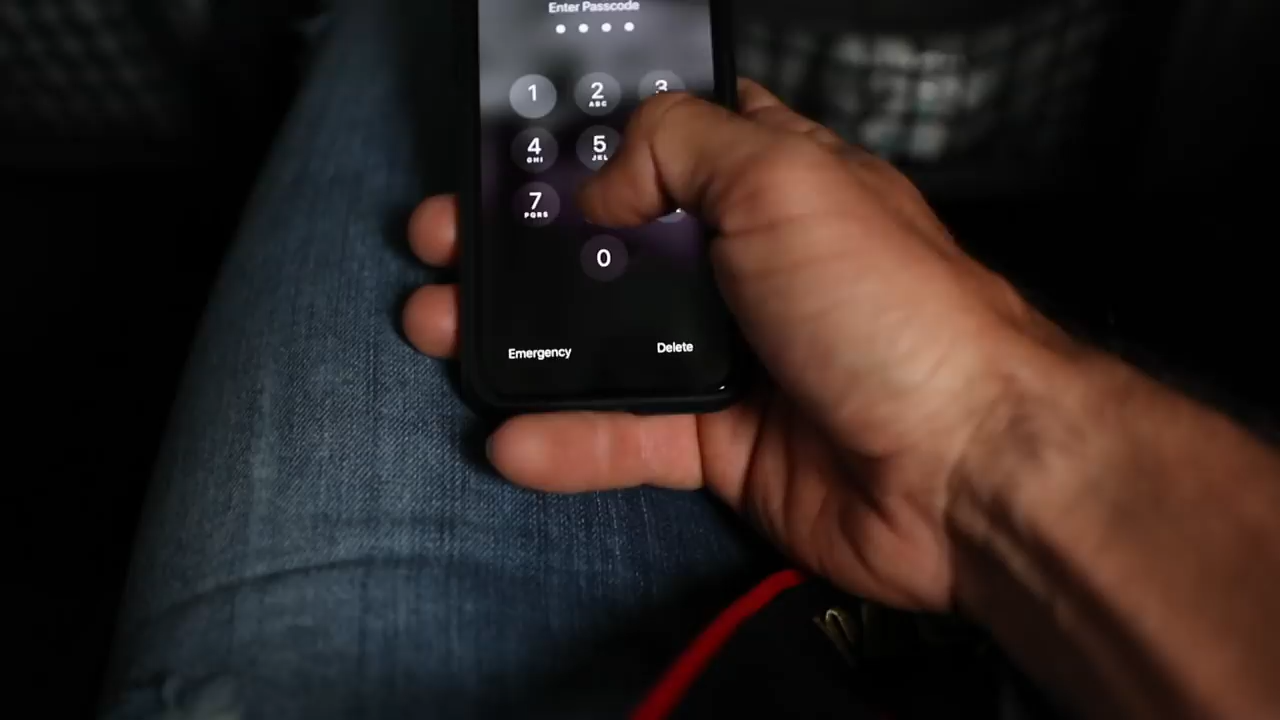 Enter Passcode
1 2 3
ABC
4 5
GHI JKL
7
PQRS
0
Emergency Delete